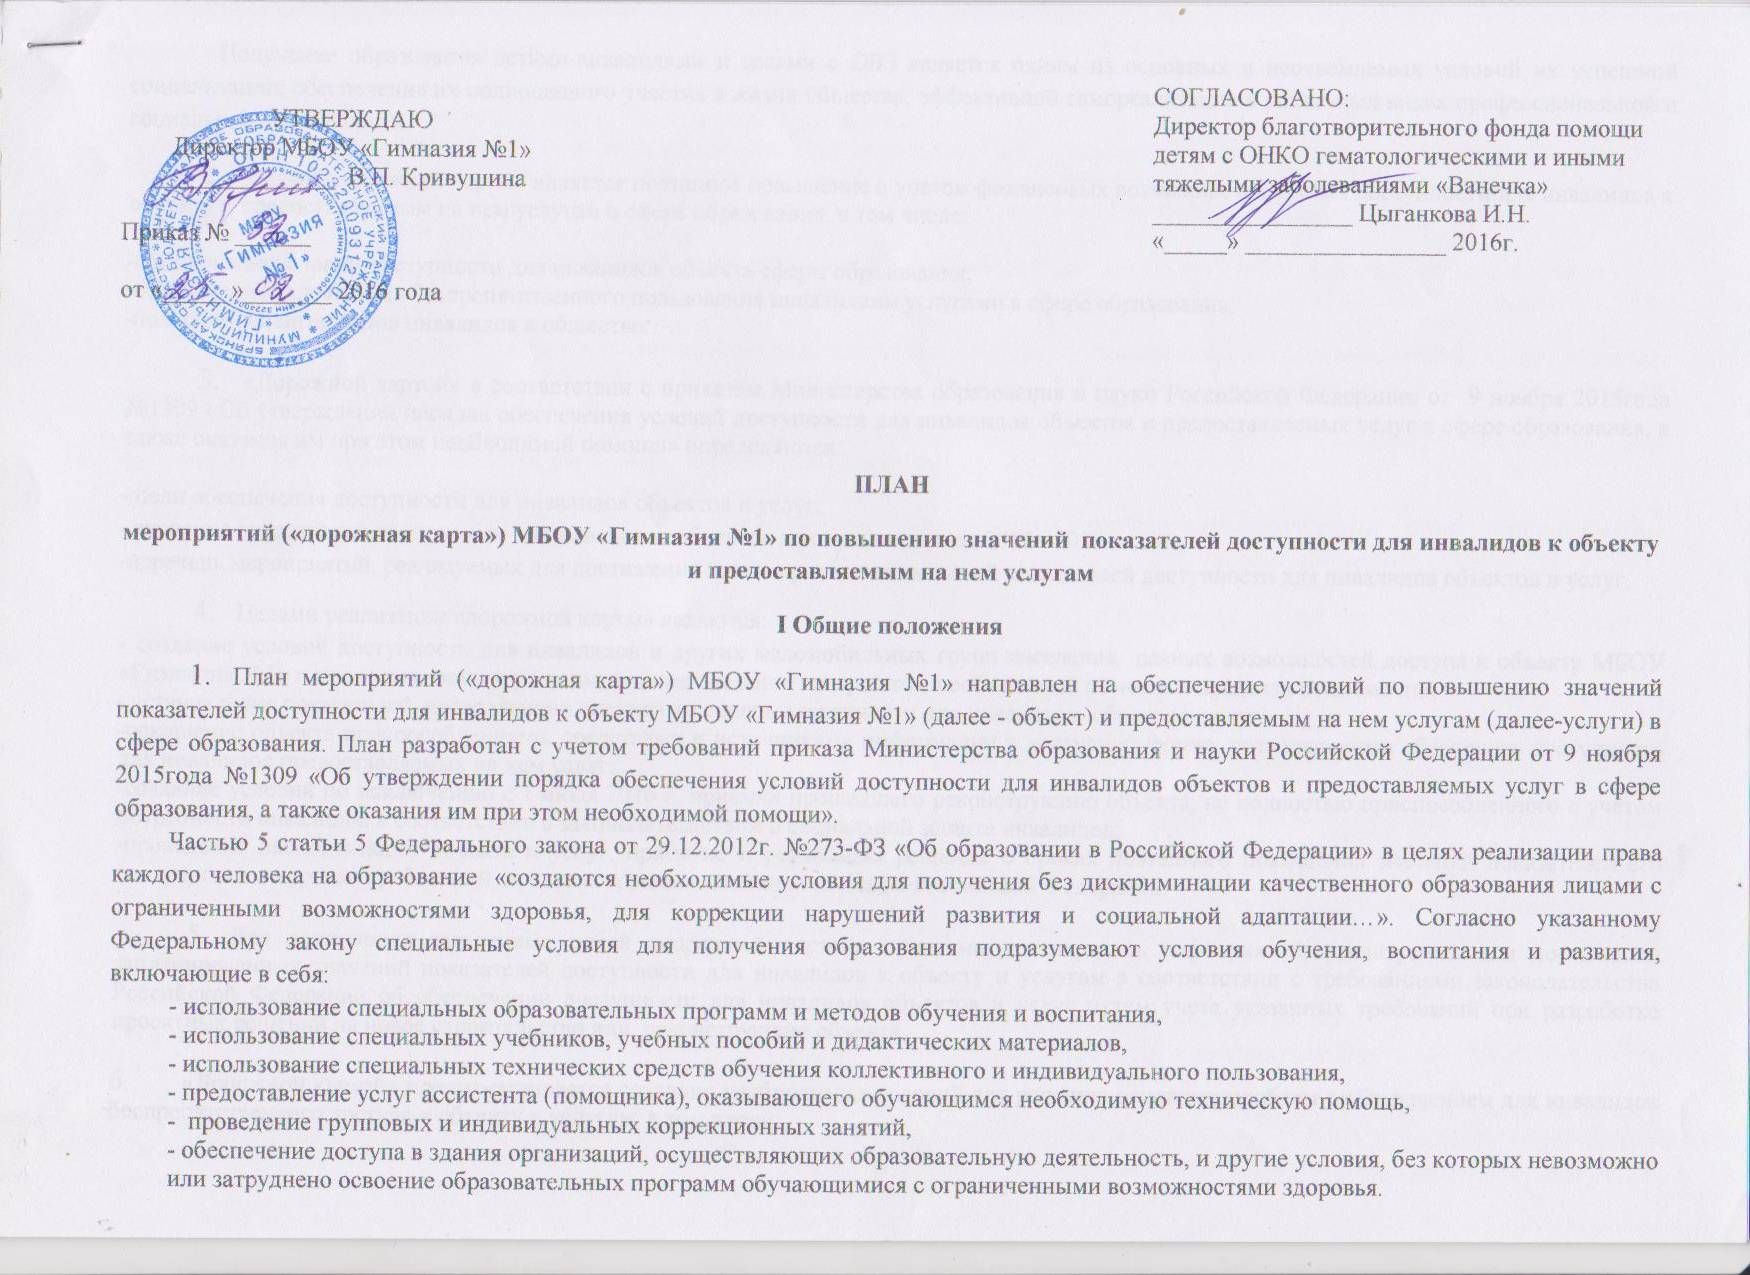 УТВЕРЖДАЮ
Директор МБОУ «Гимназия №1»
В.П. Кривушина
Приказ № 33
от « 25 » 02 2016 года
МБОУ
«Гимназия
№ 1»
СОГЛАСОВАНО:
Директор благотворительного фонда помощи
детям с ОНКО гематологическими и иными
тяжелыми заболеваниями «Ванечка»
________________ Цыганкова И.Н.
«_____» ________________ 2016г.
ПЛАН
мероприятий («дорожная карта») МБОУ «Гимназия №1» по повышению значений показателей доступности для инвалидов к объекту
и предоставляемым на нем услугам
I Общие положения
1. План мероприятий («дорожная карта») МБОУ «Гимназия №1» направлен на обеспечение условий по повышению значений
показателей доступности для инвалидов к объекту МБОУ «Гимназия №1» (далее - объект) и предоставляемым на нем услугам (далее-услуги) в
сфере образования. План разработан с учетом требований приказа Министерства образования и науки Российской Федерации от 9 ноября
2015года №1309 «Об утверждении порядка обеспечения условий доступности для инвалидов объектов и предоставляемых услуг в сфере
образования, а также оказания им при этом необходимой помощи».
Частью 5 статьи 5 Федерального закона от 29.12.2012г. №273-ФЗ «Об образовании в Российской Федерации» в целях реализации права
каждого человека на образование «создаются необходимые условия для получения без дискриминации качественного образования лицами с
ограниченными возможностями здоровья, для коррекции нарушений развития и социальной адаптации…». Согласно указанному
Федеральному закону специальные условия для получения образования подразумевают условия обучения, воспитания и развития,
включающие в себя:
- использование специальных образовательных программ и методов обучения и воспитания,
- использование специальных учебников, учебных пособий и дидактических материалов,
- использование специальных технических средств обучения коллективного и индивидуального пользования,
- предоставление услуг ассистента (помощника), оказывающего обучающимся необходимую техническую помощь,
- проведение групповых и индивидуальных коррекционных занятий,
- обеспечение доступа в здания организаций, осуществляющих образовательную деятельность, и другие условия, без которых невозможно
или затруднено освоение образовательных программ обучающимися с ограниченными возможностями здоровья.